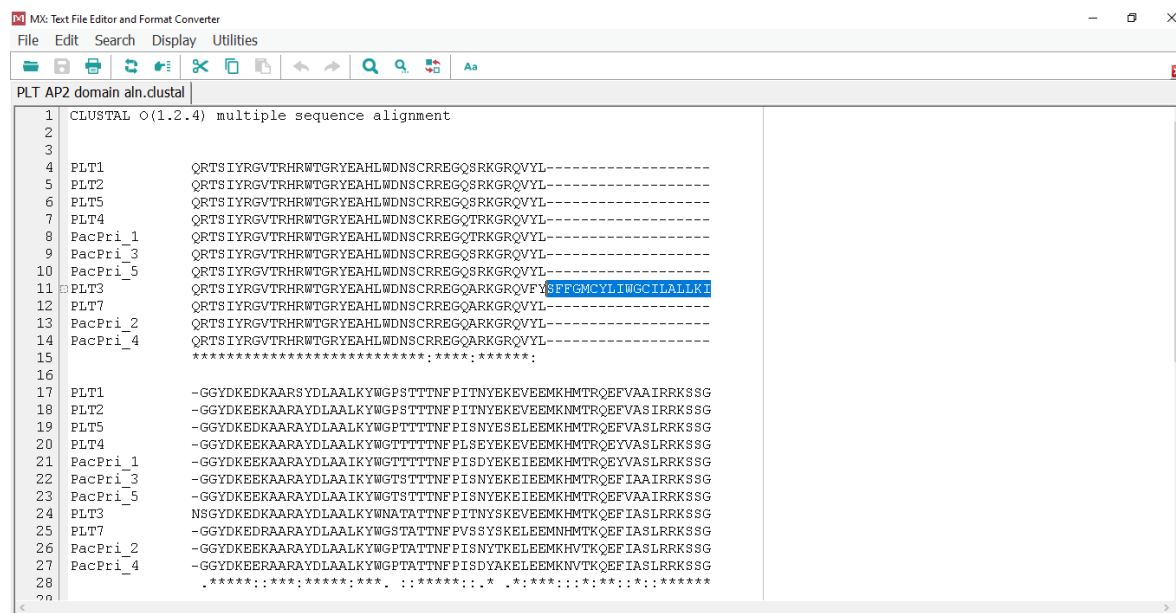 MX: Text File Editor and Format Converter
File Edit Search Display Utilities
Aa
PLT AP2 domain aln.clustal
1 CLUSTAL O(1.2.4) multiple sequence alignment
2
3
4 PLT1 QRTSIYRGVTRHRWTGRYEAHLWDNSCRREGQSRKGRQVYL-------------------
5 PLT2 QRTSIYRGVTRHRWTGRYEAHLWDNSCRREGQSRKGRQVYL-------------------
6 PLT5 QRTSIYRGVTRHRWTGRYEAHLWDNSCRREGQSRKGRQVYL-------------------
7 PLT4 QRTSIYRGVTRHRWTGRYEAHLWDNSCKREGQTRKGRQVYL-------------------
8 PacPri_1 QRTSIYRGVTRHRWTGRYEAHLWDNSCRREGQTRKGRQVYL-------------------
9 PacPri_3 QRTSIYRGVTRHRWTGRYEAHLWDNSCRREGQSRKGRQVYL-------------------
10 PacPri_5 QRTSIYRGVTRHRWTGRYEAHLWDNSCRREGQSRKGRQVYL-------------------
11 PLT3 QRTSIYRGVTRHRWTGRYEAHLWDNSCRREGQARKGRQVFYSFFGMCYLIWGCILALLKI
12 PLT7 QRTSIYRGVTRHRWTGRYEAHLWDNSCRREGQARKGRQVYL-------------------
13 PacPri_2 QRTSIYRGVTRHRWTGRYEAHLWDNSCRREGQARKGRQVYL-------------------
14 PacPri_4 QRTSIYRGVTRHRWTGRYEAHLWDNSCRREGQARKGRQVYL-------------------
15 ***************************:****:******:
16
17 PLT1 -GGYDKEDKAARSYDLAALKYWGPSTTTNFPITNYEKEVEEMKHMTRQEFVAAIRRKSSG
18 PLT2 -GGYDKEDKAARAYDLAALKYWGPSTTTNFPITNYEKEVEEMKNMTRQEFVASIRRKSSG
19 PLT5 -GGYDKEDKAARAYDLAALKYWGPTTTTNFPISNYESELEEMKHMTRQEFVASLRRKSSG
20 PLT4 -GGYDKEEKAARAYDLAALKYWGTTTTTNFPLSEYEKEVEEMKHMTRQEYVASLRRKSSG
21 PacPri_1 -GGYDKEEKAARAYDLAAIKYWGTTTTTNFPISDYEKEIEEMKHMTRQEYVASLRRKSSG
22 PacPri_3 -GGYDKEEKAARAYDLAAIKYWGTSTTTNFPISNYEKEIEEMKHMTRQEFIAAIRRKSSG
23 PacPri_5 -GGYDKEEKAARAYDLAAIKYWGTSTTTNFPISNYEKEIEEMKHMTRQEFIASLRRKSSG
24 PLT3 NSGYDKEDKAARAYDLAALKYWNATATTNFPITNYSKEVEEMKHMTKQEFIASLRRKSSG
25 PLT7 -GGYDKEDRAARAYDLAALKYWGSTATTNFPVSSYSKELEEMNHMTKQEFIASLRRKSSG
26 PacPri_2 -GGYDKEEKAARAYDLAALKYWGPTATTNFPISNYTKELEEMKHVTKQEFIASLRRKSSG
27 PacPri_4 -GGYDKEERAARAYDLAALKYWGPTATTNFPISDYAKELEEMKNVTKQEFIASLRRKSSG
28 .*****::***:*****:***. ::*****::.* .*:***:::*:**::*::******
29